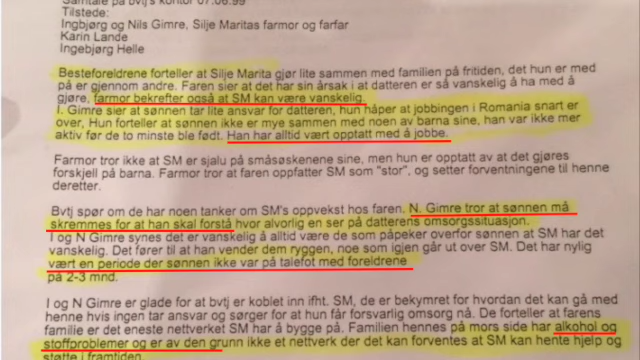 Samtale på bvtj's kontor 07.06.99
Tilstede:
Ingbjørg og Nils Gimre, Silje Maritas farmor og farfar
Karin Lande
Ingebjørg Helle
Besteforeldrene forteller at Silje Marita gjør lite sammen med familien på fritiden, det hun er med
på er gjennom andre. Faren sier at det har sin årsak i at datteren er så vanskelig å ha med å
gjøre, farmor bekrefter også at SM kan være vanskelig.
I. Gimre sier at sønnen tar lite ansvar for datteren, hun håper at jobbingen i Romania snart er
over, Hun forteller at sønnen ikke er mye sammen med noen av barna sine, han var ikke mer
aktiv før de to minste ble født. Han har alltid vært opptatt med å jobbe.
Farmor tror ikke at SM er sjalu på småsøskenene sine, men hun er opptatt av at det gjøres
forskjell på barna. Farmor tror at faren oppfatter SM som "stor", og setter forventningene til henne
deretter.
Bvtj spør om de har noen tanker om SM's oppvekst hos faren. N. Gimre tror at sønnen må
skremmes for at han skal forstå hvor alvorlig en ser på datterens omsorgssituasjon.
I og N Gimre synes det er vanskelig å alltid være de som påpeker overfor sønnen at SM har det
vanskelig. Det fører til at han vender dem ryggen, noe som igjen går ut over SM. Det har nylig
vært en periode der sønnen ikke var på talefot med foreldrene
på 2-3 mnd.
I og N Gimre er glade for at bvtj er koblet inn ifht. SM, de er bekymret for hvordan det kan gå med
henne hvis ingen tar ansvar og sørger for at hun får forsvarlig omsorg nå. De forteller at farens
familie er det eneste nettverket SM har å bygge på. Familien hennes på mors side har alkohol og
stoffproblemer og er av den grunn ikke et nettverk der det kan forventes at SM kan hente hjelp og
støtte i framtiden.